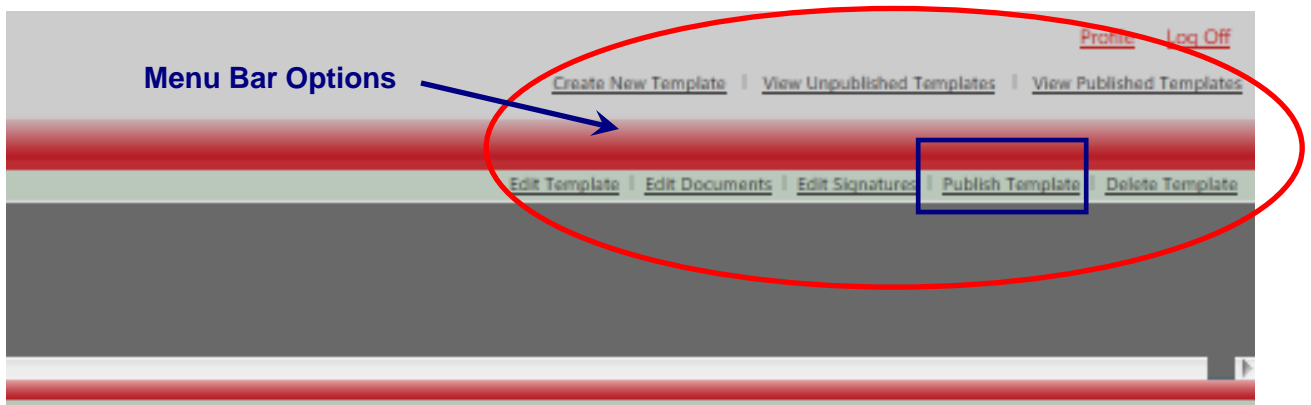 Profile Log Off
Menu Bar Options
Create New Template | View Unpublished Templates | View Published Templates
Edit Template | Edit Documents | Edit Signatures | Publish Template | Delete Template